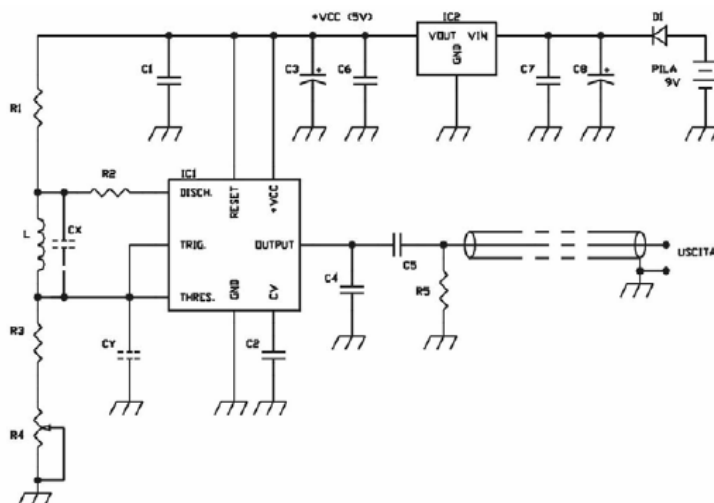 +VCC (5V)
IC2
D1
VOUT VIN
GND
C1
C3
+
C6
C7
C8
+
PILA
9V
R1
R2
IC1
DISCH.
RESET
+VCC
L
CX
TRIG.
OUTPUT
C5
USCITA
THRES.
GND
CV
C4
R5
R3
CY
C2
R4